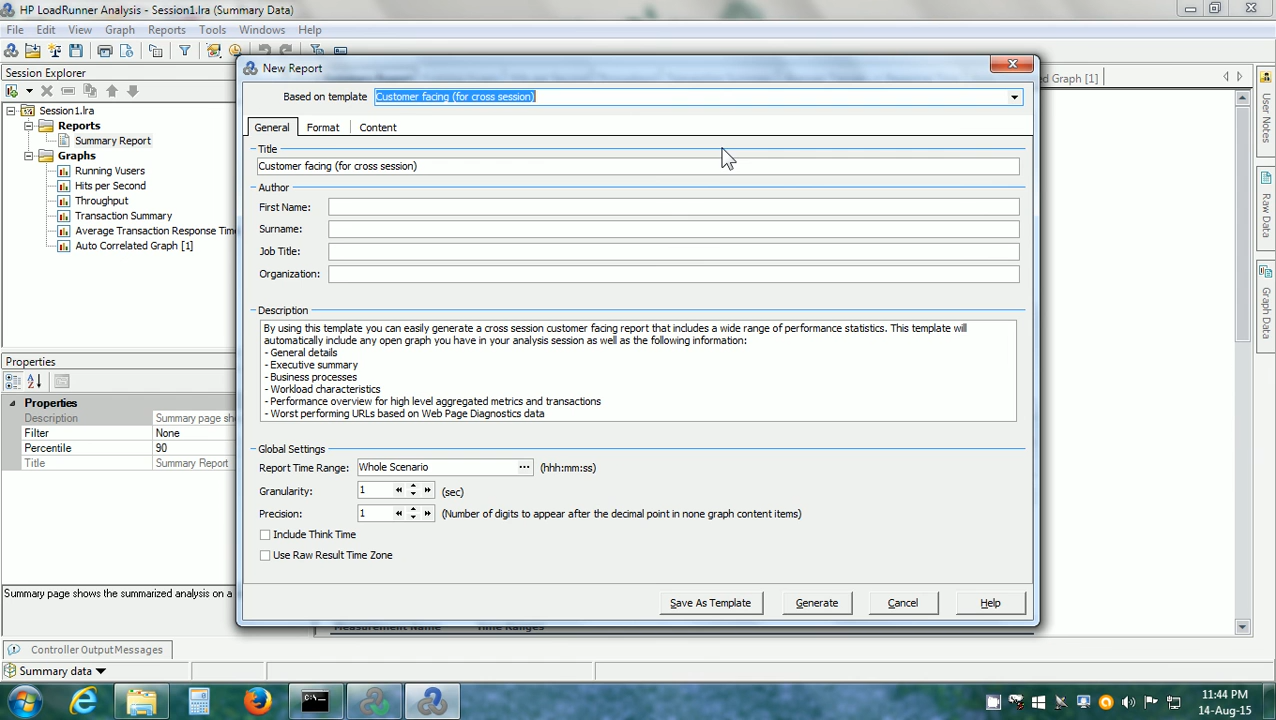 HP LoadRunner Analysis - Session1.lra (Summary Data)
File Edit View Graph Reports Tools Windows Help
Session Explorer
Session1.lra
Reports
Summary Report
Graphs
Running Vusers
Hits per Second
Throughput
Transaction Summary
Average Transaction Response Time
Auto Correlated Graph [1]
Properties
Properties
Description Summary page sh
Filter None
Percentile 90
Title Summary Report
Summary page shows the summarized analysis on a
Controller Output Messages
Summary data
New Report
Based on template Customer facing (for cross session)
General Format Content
Title
Customer facing (for cross session)
Author
First Name:
Surname:
Job Title:
Organization:
Description
By using this template you can easily generate a cross session customer facing report that includes a wide range of performance statistics. This template will
automatically include any open graph you have in your analysis session as well as the following information:
- General details
- Executive summary
- Business processes
- Workload characteristics
- Performance overview for high level aggregated metrics and transactions
- Worst performing URLs based on Web Page Diagnostics data
Global Settings
Report Time Range: Whole Scenario ... (hhh:mm:ss)
Granularity: 1 (sec)
Precision: 1 (Number of digits to appear after the decimal point in none graph content items)
Include Think Time
Use Raw Result Time Zone
Save As Template Generate Cancel Help
ed Graph [1]
User Notes
Raw Data
Graph Data
11:44 PM
14-Aug-15